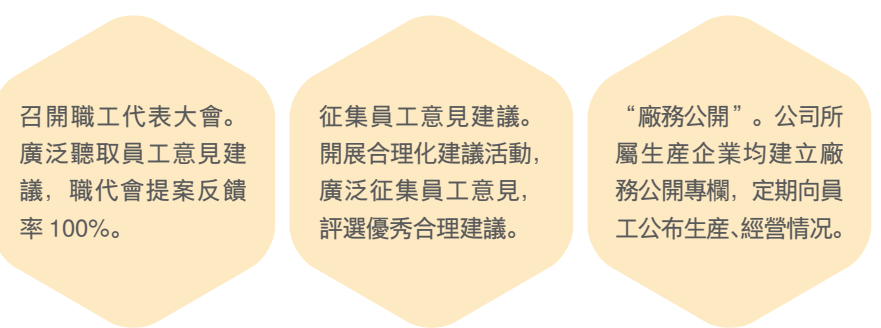 召開職工代表大會。
廣泛聽取員工意見建
議，職代會提案反饋
率 100%。
征集員工意見建議。
開展合理化建議活動，
廣泛征集員工意見，
評選優秀合理建議。
“廠務公開”。公司所
屬生産企業均建立廠
務公開專欄，定期向員
工公布生産、經營情况。